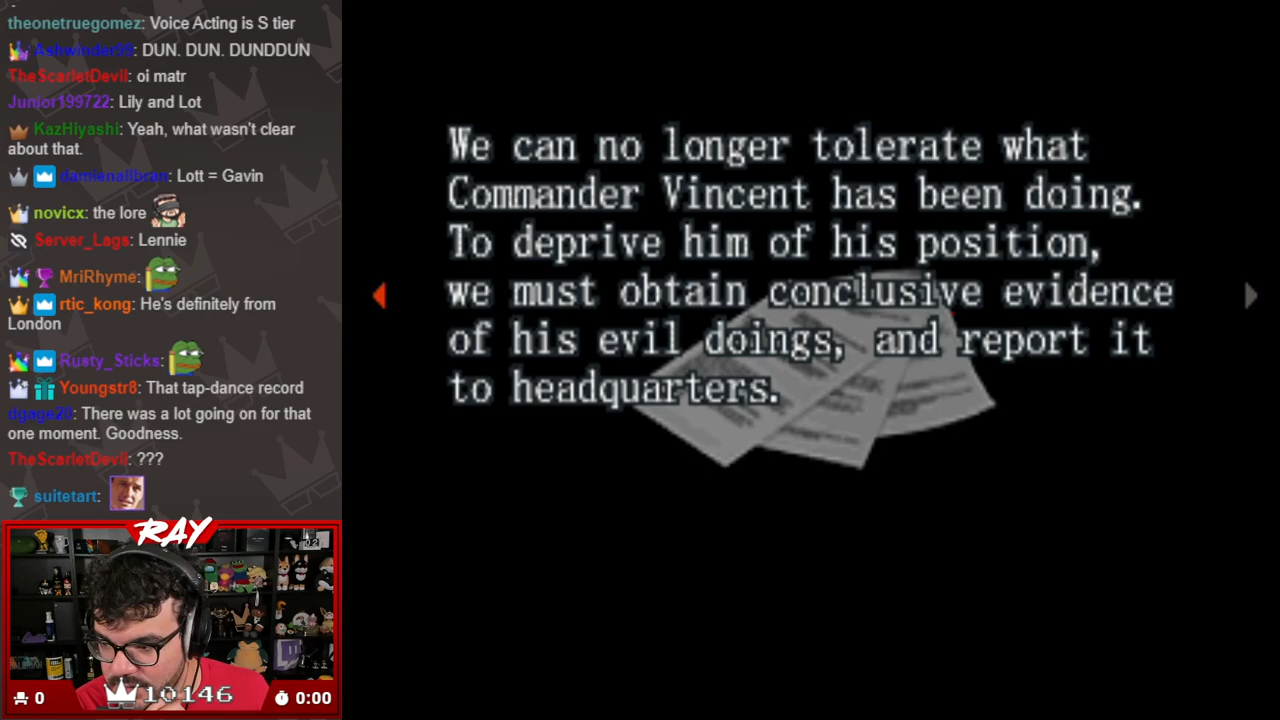 theonetruegomez: Voice Acting is S tier
Ashwinder99: DUN. DUN. DUNDDUN
TheScarletDevil: oi matr
Junior199722: Lily and Lot
KazHiyashi: Yeah, what wasn't clear
about that.
damienallbran: Lott = Gavin
novicx: the lore
Server_Lags: Lennie
MriRhyme:
rtic_kong: He's definitely from
London
Rusty_Sticks:
Youngstr8: That tap-dance record
dgage20: There was a lot going on for that
one moment. Goodness.
TheScarletDevil: ???
suitetart:
RAY
0
10146
0:00
We can no longer tolerate what
Commander Vincent has been doing.
To deprive him of his position,
we must obtain conclusive evidence
of his evil doings, and report it
to headquarters.